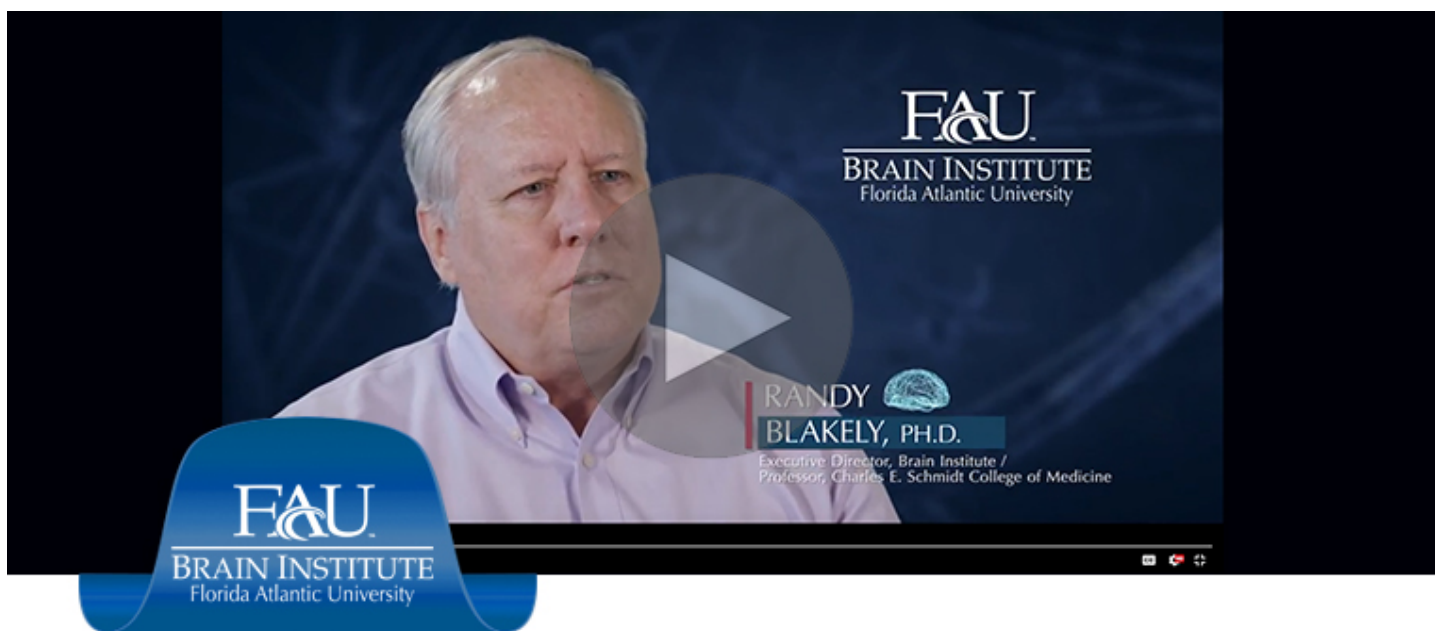 FAU
BRAIN INSTITUTE
Florida Atlantic University
RANDY
BLAKELY, PH.D.
Executive Director, Brain Institute /
Professor, Charles E. Schmidt College of Medicine
FAU
BRAIN INSTITUTE
Florida Atlantic University